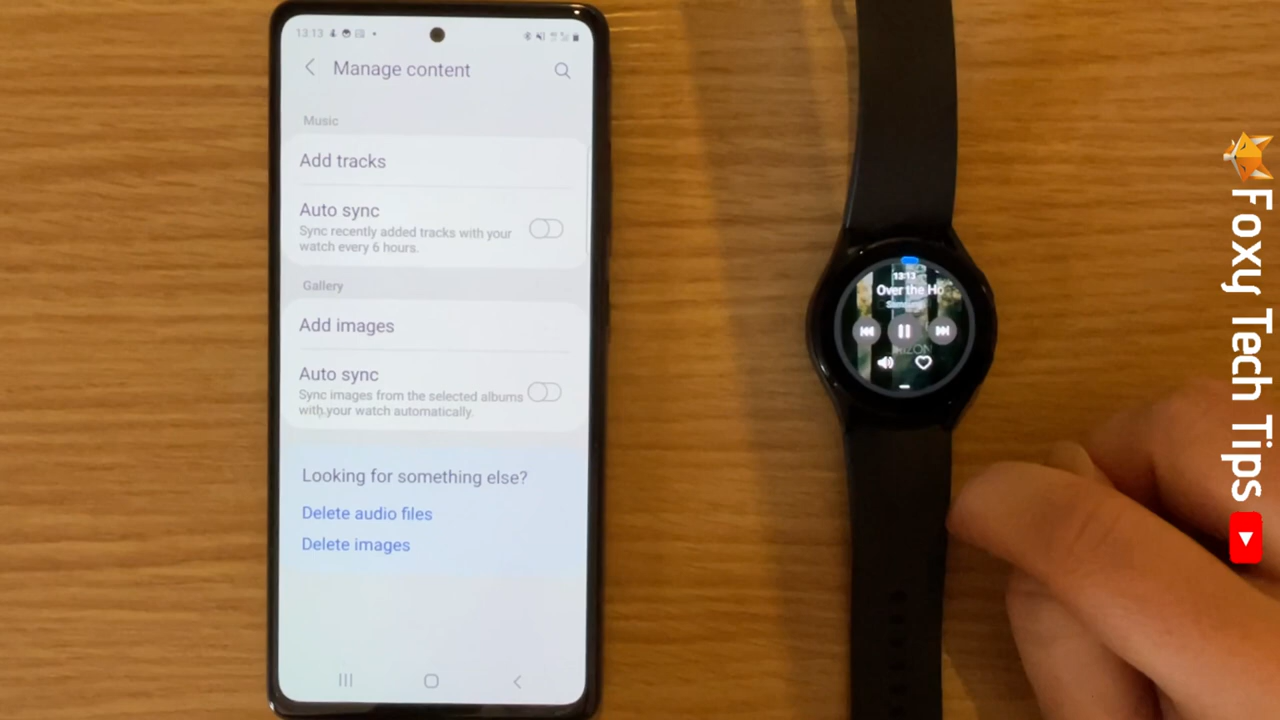 13:13
Manage content
Music
Add tracks
Auto sync
Sync recently added tracks with your
watch every 6 hours.
Gallery
Add images
Auto sync
Sync images from the selected albums
with your watch automatically.
Looking for something else?
Delete audio files
Delete images
13:13
Over the Ho
Foxy Tech Tips